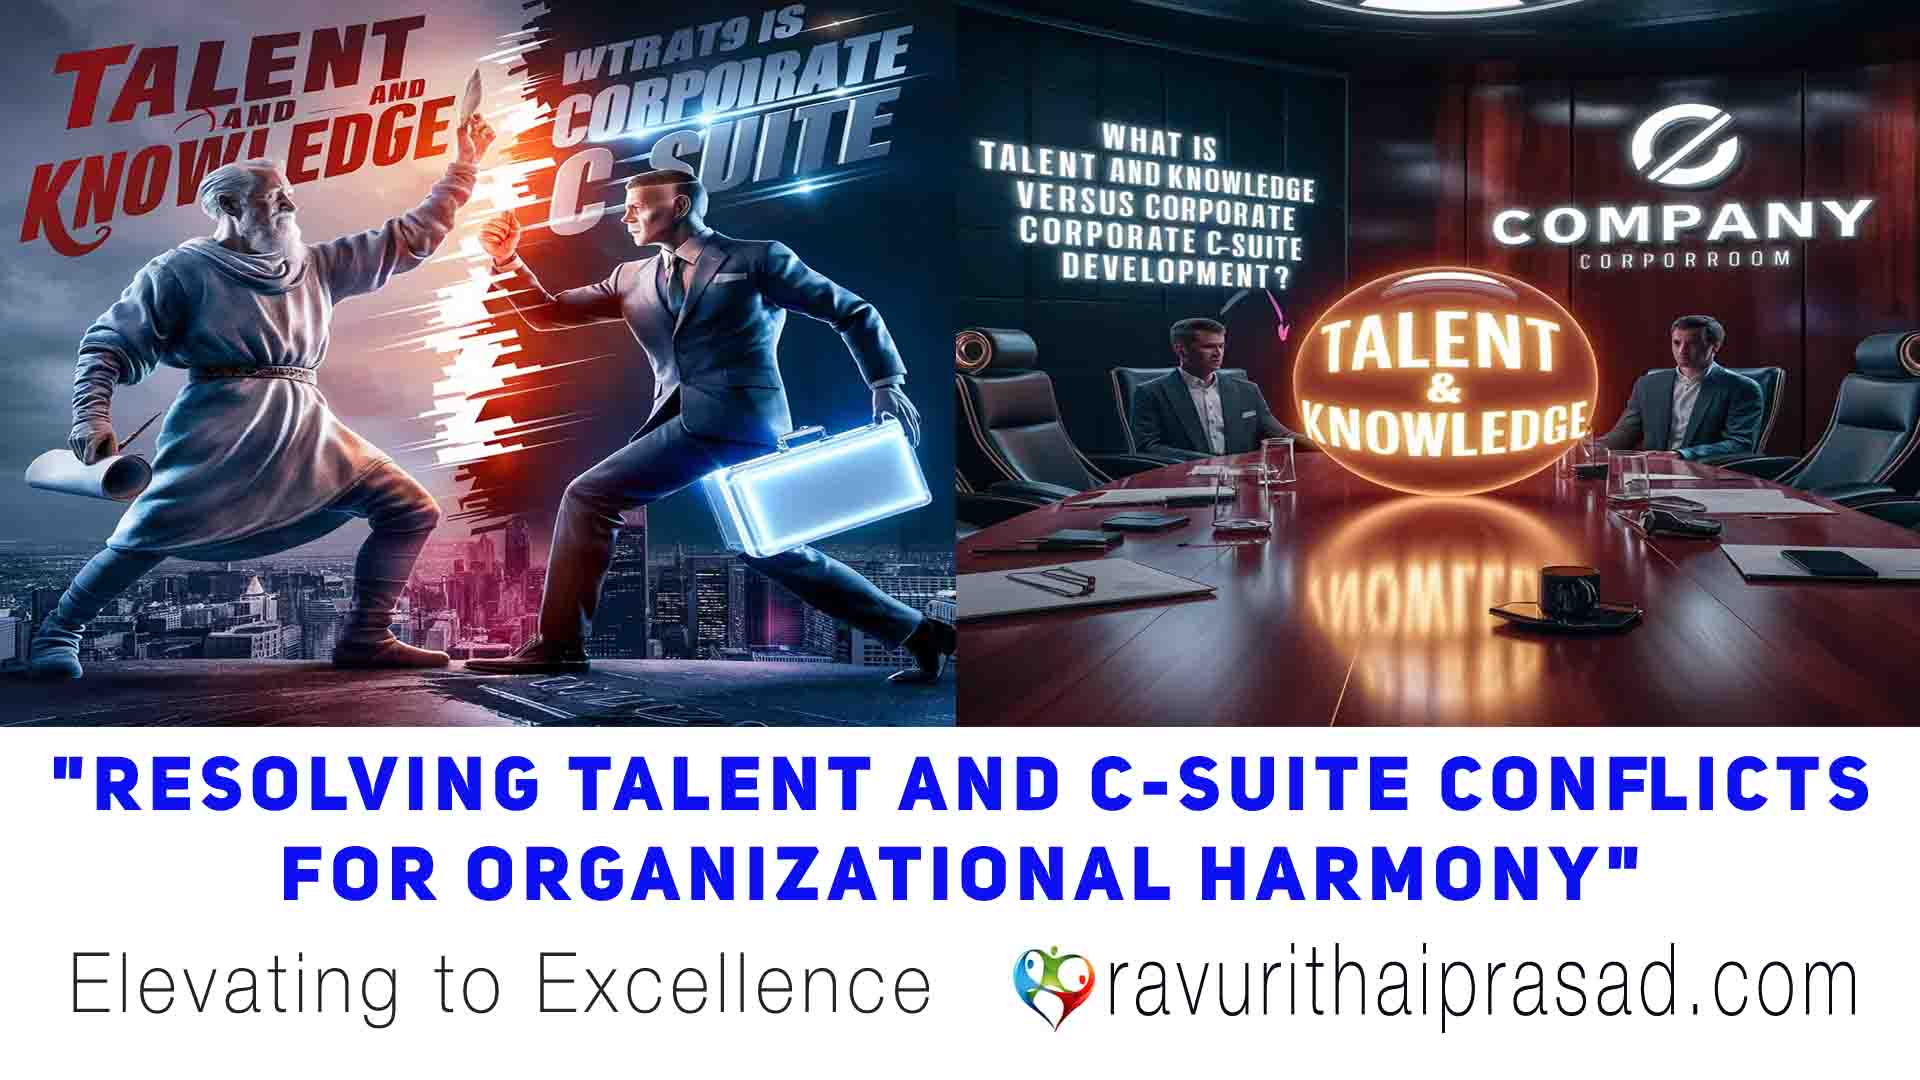 TALENT
AND AND
KNOWLEDGE
WTRAT9 IS
CORPOIRATE
C-SUITE
WHAT IS
TALENT AND KNOWLEDGE
VERSUS CORPORATE
CORPORATE C-SUITE
DEVELOPMENT?
COMPANY
CORPORROOM
TALENT
&
KNOWLEDGE
"RESOLVING TALENT AND C-SUITE CONFLICTS
FOR ORGANIZATIONAL HARMONY"
Elevating to Excellence
ravurithaiprasad.com